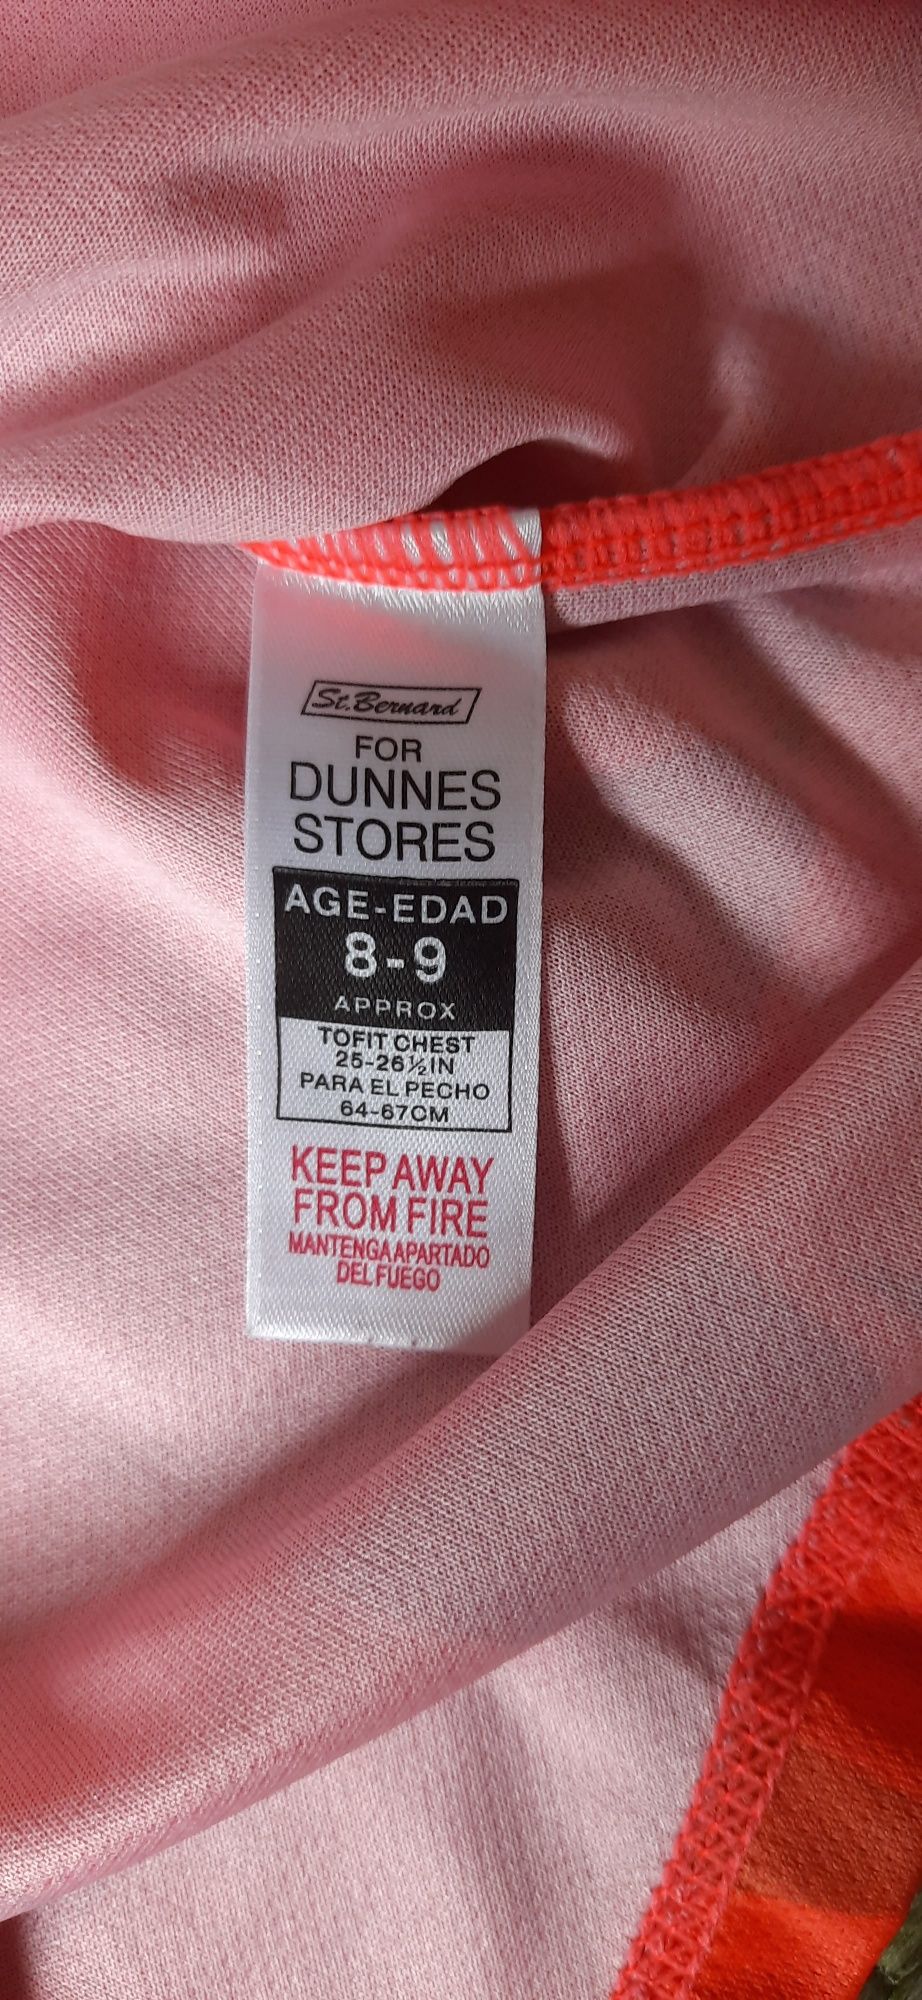 St. Bernard
FOR
DUNNES
STORES
AGE-EDAD
8-9
APPROX
TOFIT CHEST
25-26½IN
PARA EL PECHO
64-67CM
KEEP AWAY
FROM FIRE
MANTENGA APARTADO
DEL FUEGO